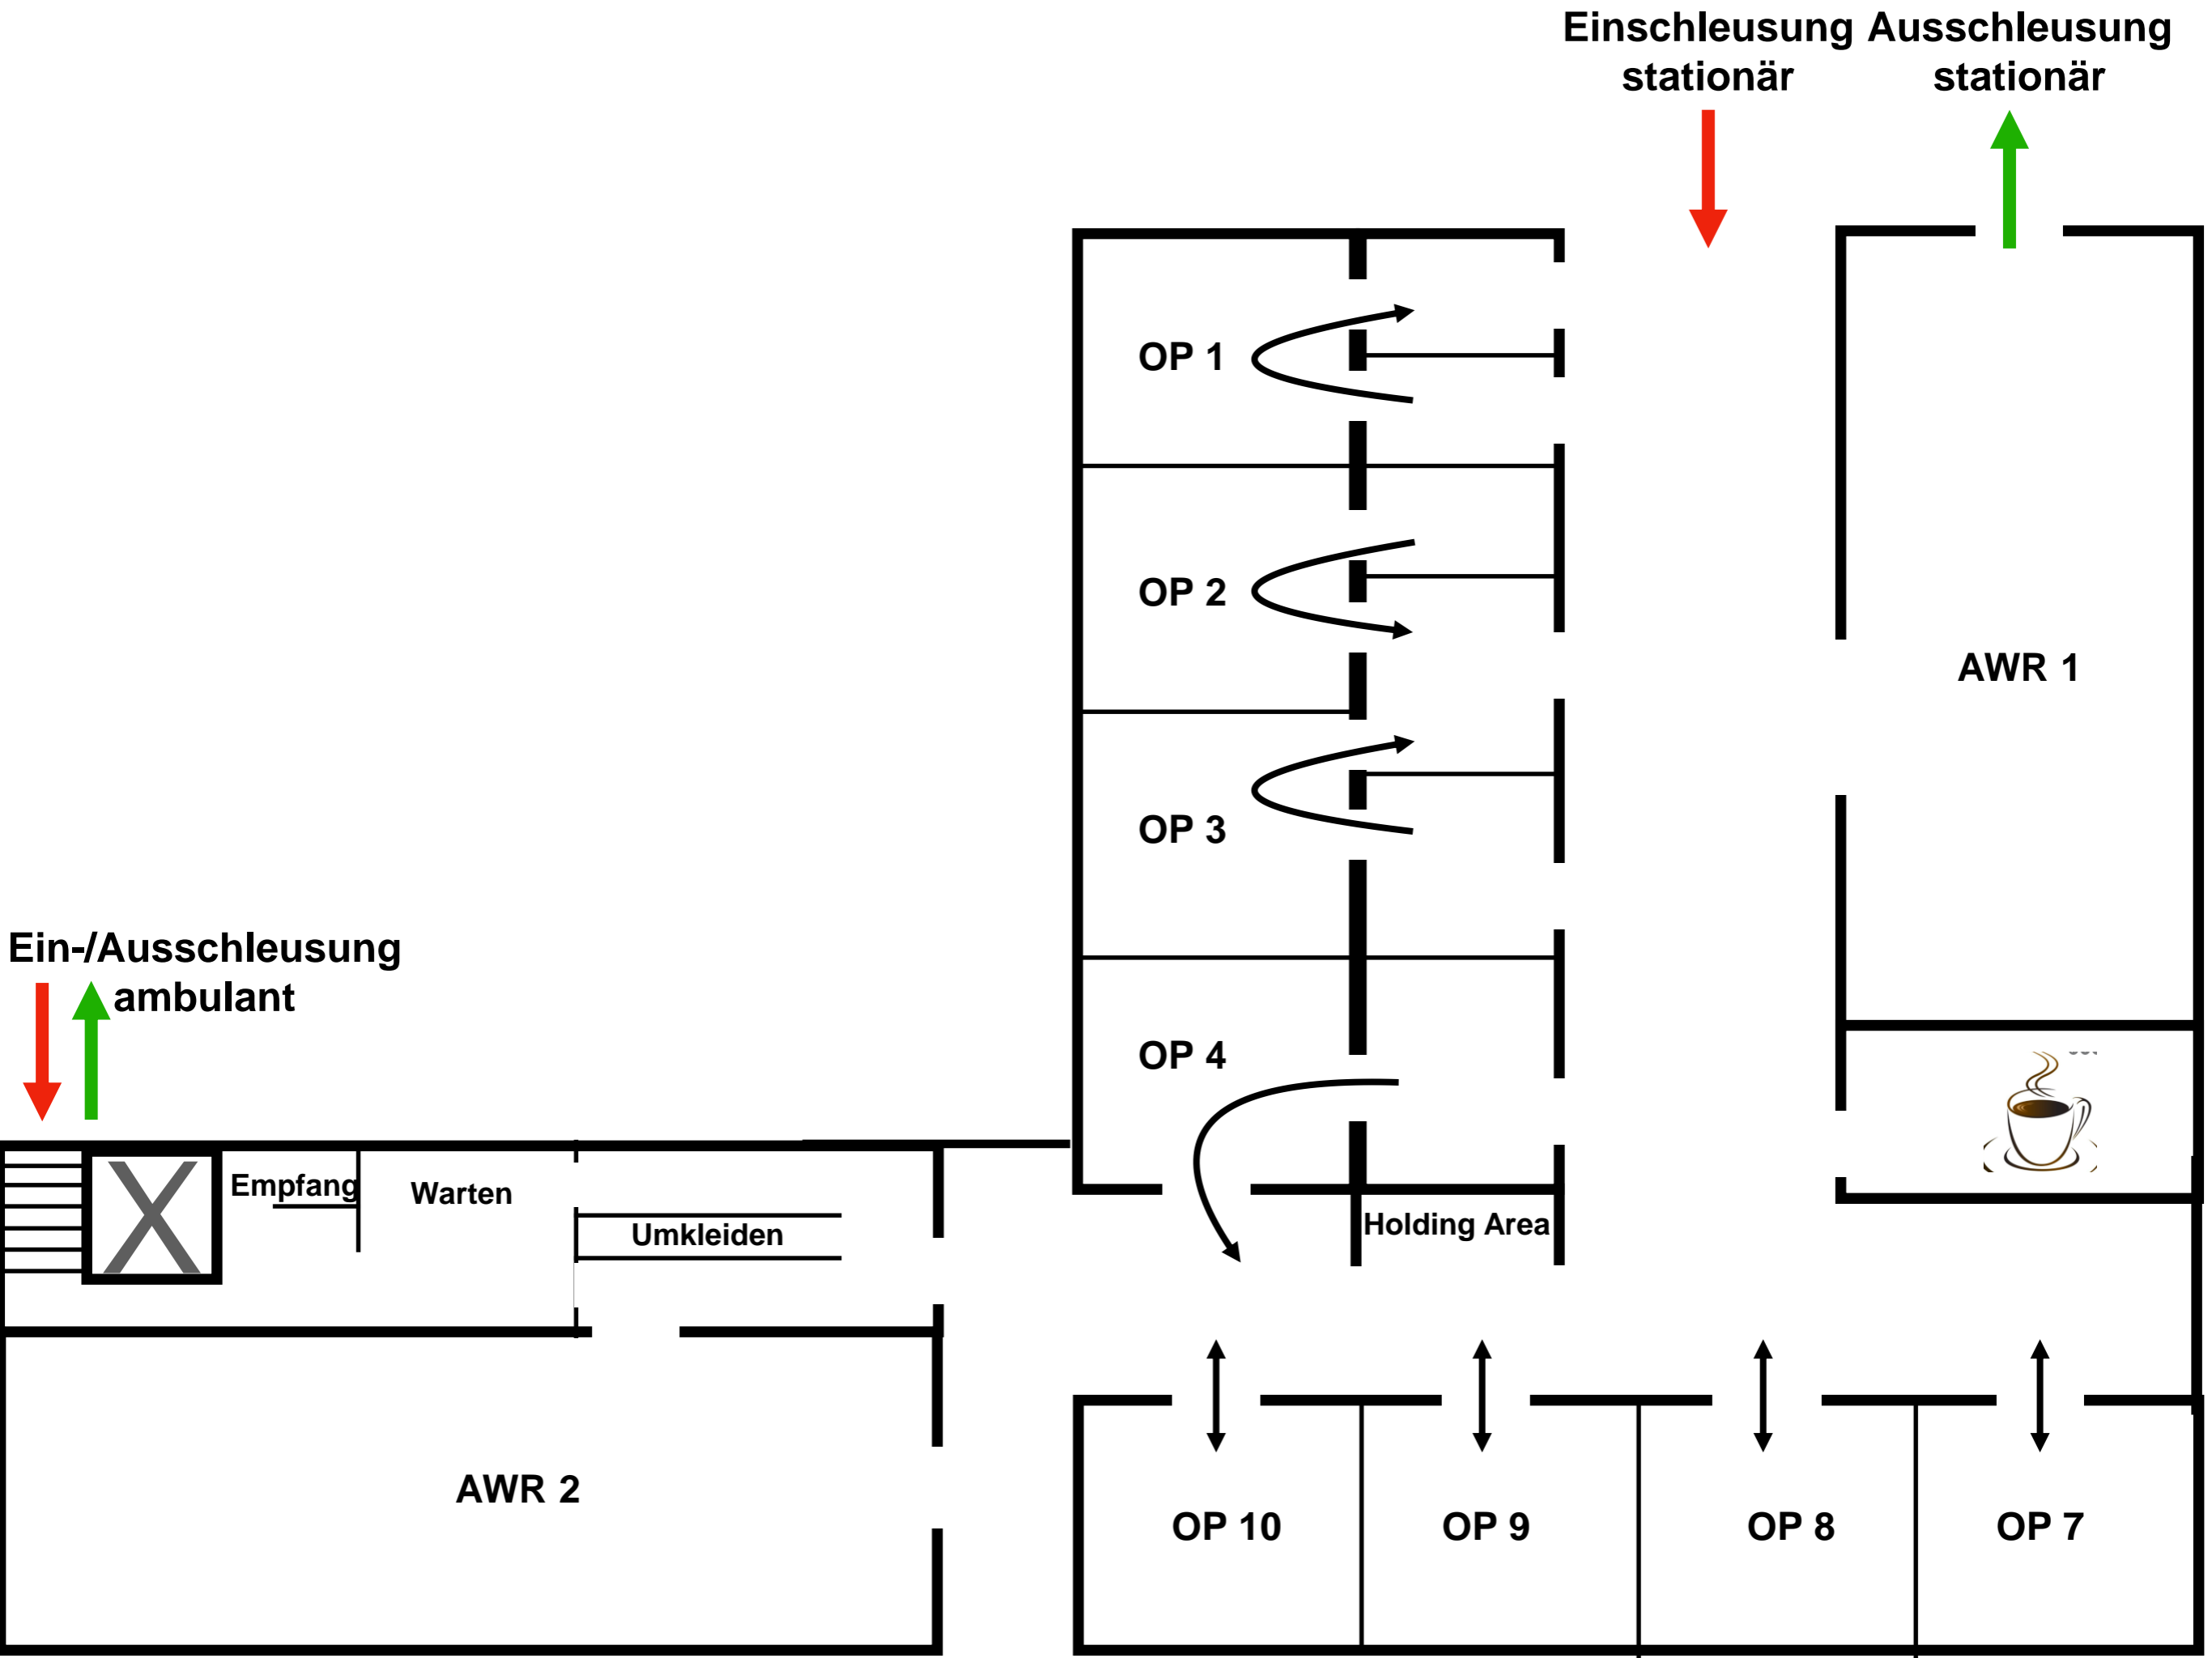 Einschleusung Ausschleusung
stationär stationär
OP 1
OP 2
AWR 1
OP 3
Ein-/Ausschleusung
ambulant
OP 4
Empfang
Warten
Umkleiden
Holding Area
AWR 2
OP 10
OP 9
OP 8
OP 7